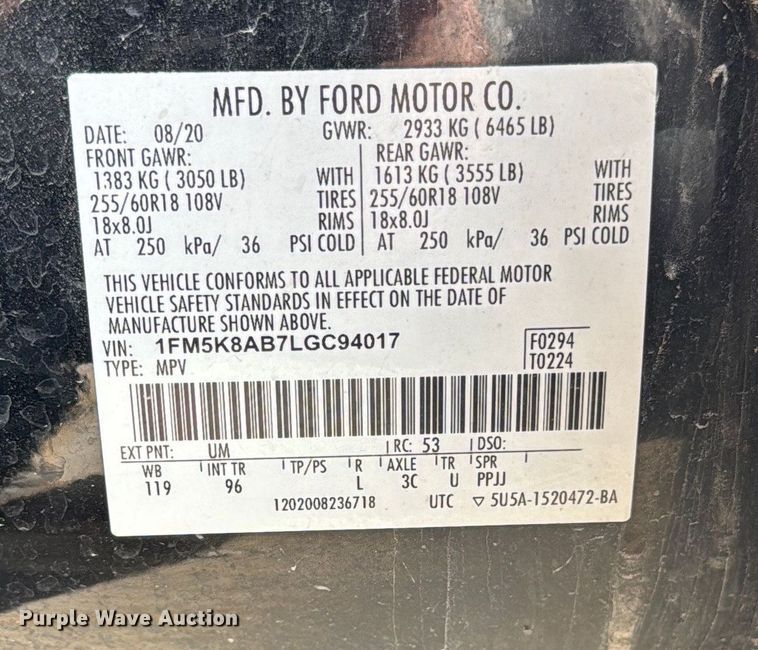 MFD. BY FORD MOTOR CO.
DATE: 08/20 GVWR: 2933 KG ( 6465 LB)
FRONT GAWR: REAR GAWR:
1383 KG ( 3050 LB) WITH 1613 KG ( 3555 LB) WITH
255/60R18 108V TIRES 255/60R18 108V TIRES
18x8.0J RIMS 18x8.0J RIMS
AT 250 kPa/ 36 PSI COLD AT 250 kPa/ 36 PSI COLD
THIS VEHICLE CONFORMS TO ALL APPLICABLE FEDERAL MOTOR
VEHICLE SAFETY STANDARDS IN EFFECT ON THE DATE OF
MANUFACTURE SHOWN ABOVE.
VIN: 1FM5K8AB7LGC94017 F0294
TYPE: MPV T0224
EXT PNT: UM RC: 53 DSO:
WB INT TR TP/PS R AXLE TR SPR
119 96 L 3C U PPJJ
1202008236718 UTC ▽ 5U5A-1520472-BA
Purple Wave Auction